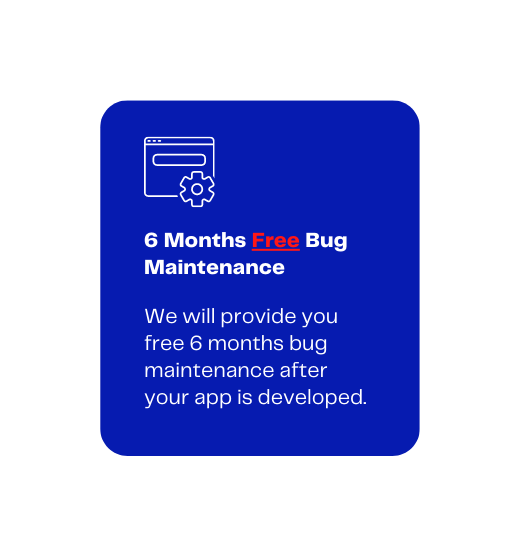 6 Months Free Bug
Maintenance
We will provide you
free 6 months bug
maintenance after
your app is developed.